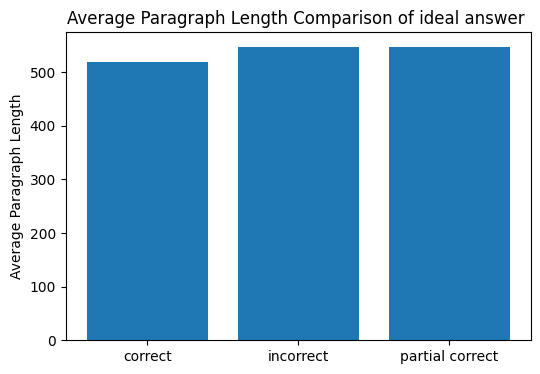 Average Paragraph Length Comparison of ideal answer
Average Paragraph Length
500
400
300
200
100
0
correct
incorrect
partial correct